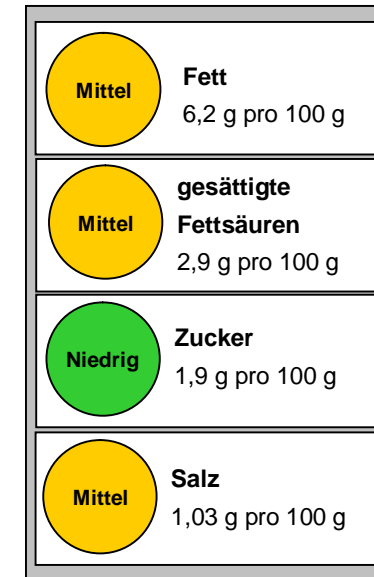 Mittel
Fett
6,2 g pro 100 g
Mittel
gesättigte
Fettsäuren
2,9 g pro 100 g
Niedrig
Zucker
1,9 g pro 100 g
Mittel
Salz
1,03 g pro 100 g